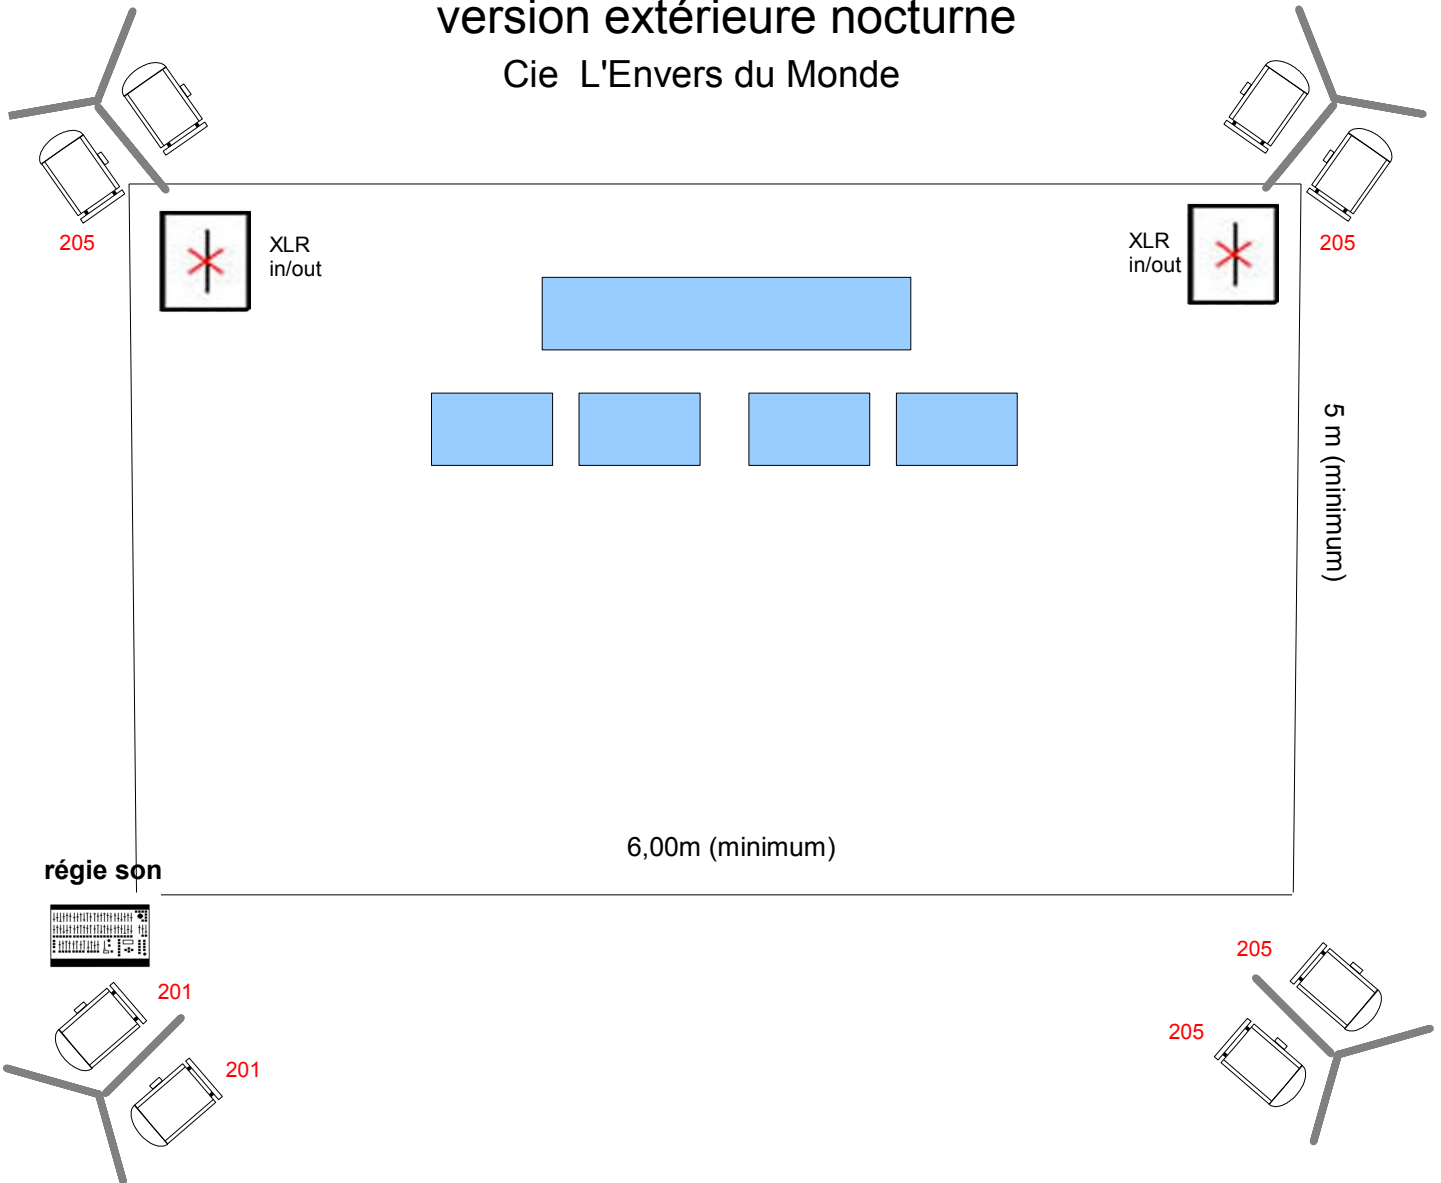 version extérieure nocturne
Cie L'Envers du Monde
205
XLR
in/out
XLR
in/out
205
5 m (minimum)
6,00m (minimum)
régie son
201
201
205
205